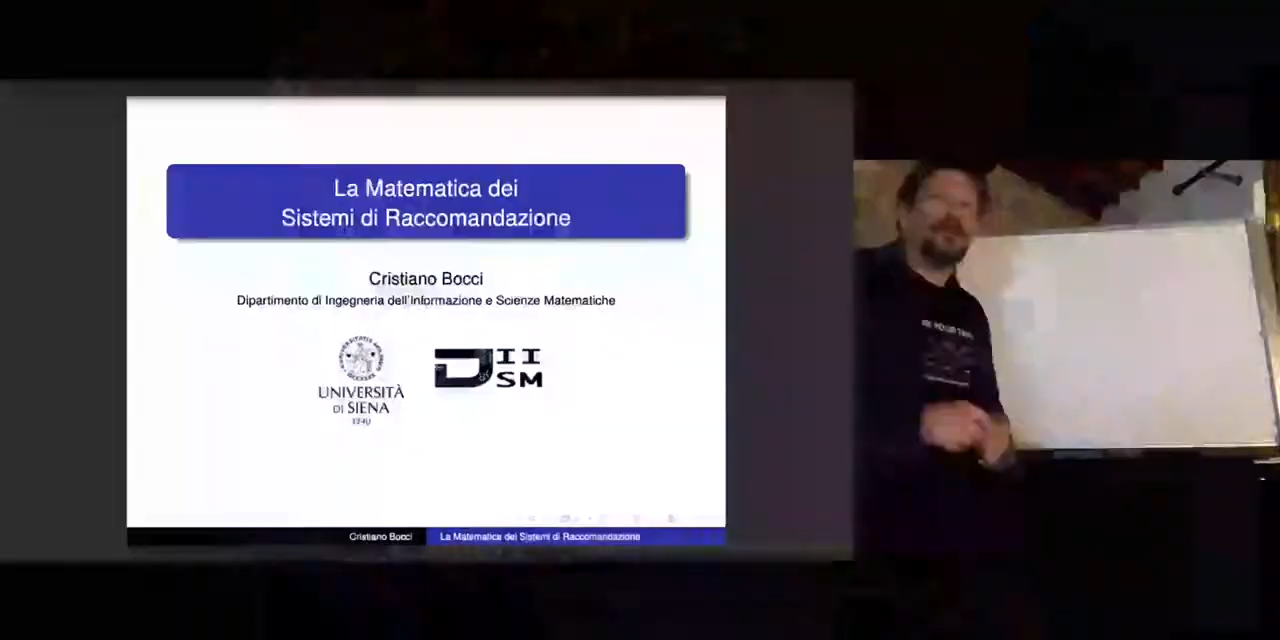 La Matematica dei
Sistemi di Raccomandazione
Cristiano Bocci
Dipartimento di Ingegneria dell'Informazione e Scienze Matematiche
UNIVERSITÀ
DI SIENA
1240
D II
SM
Cristiano Bocci
La Matematica dei Sistemi di Raccomandazione